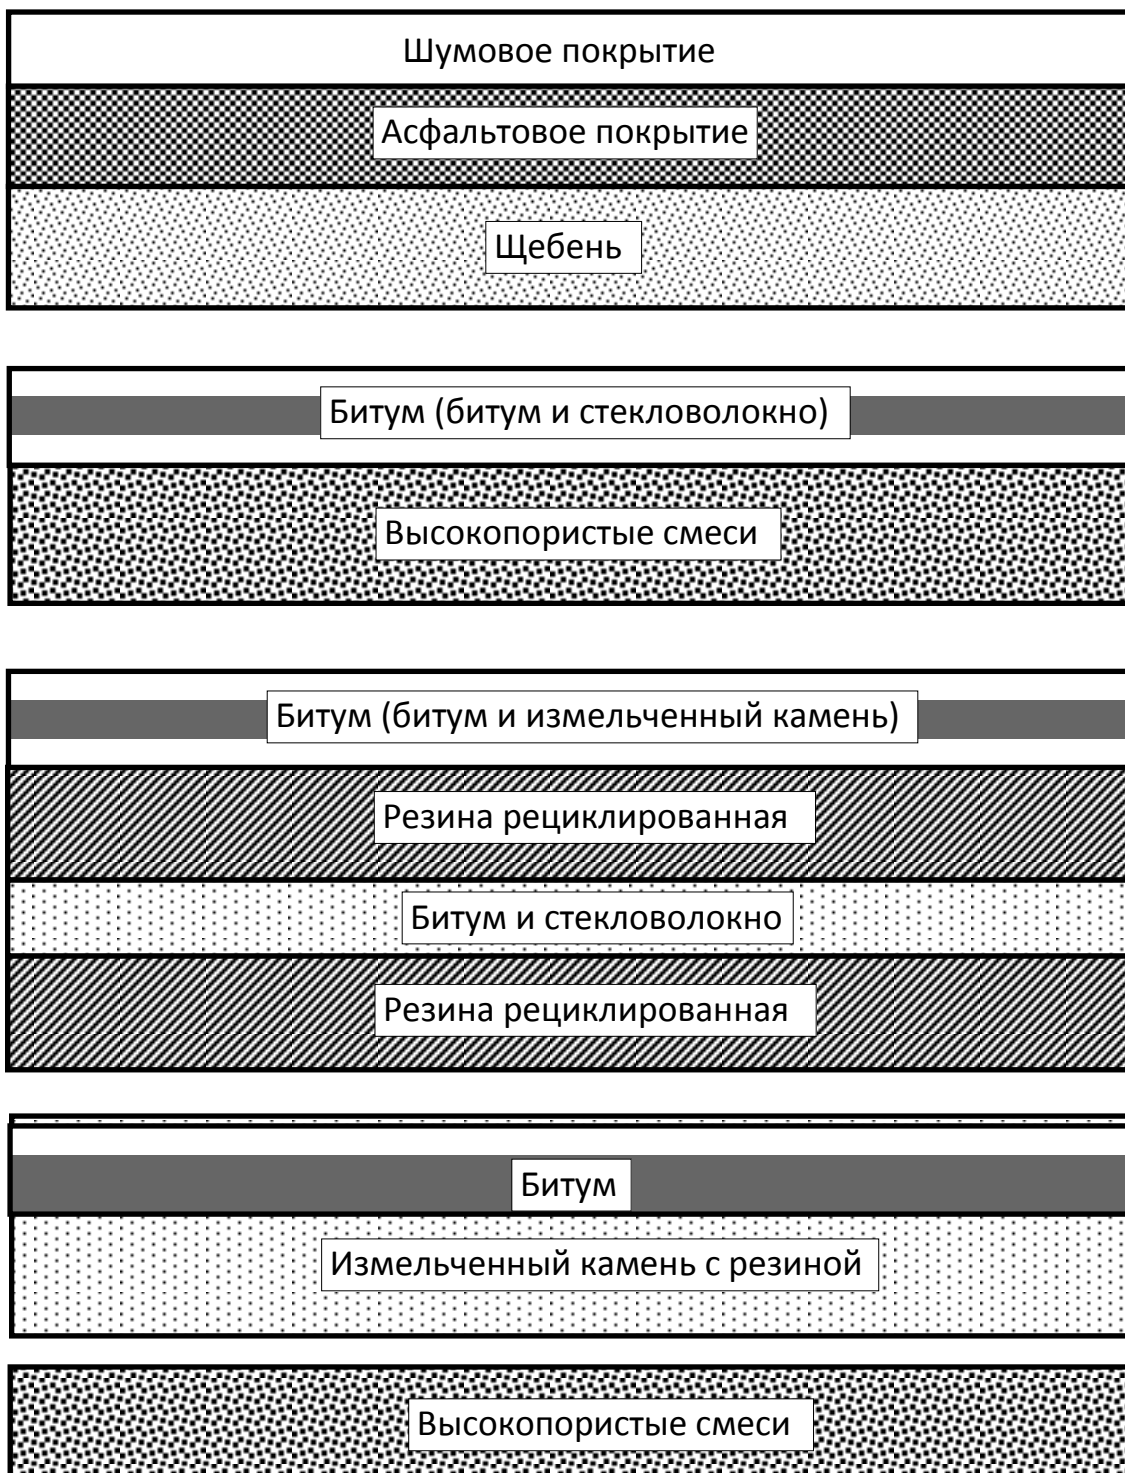 Шумовое покрытие
Асфальтовое покрытие
Щебень
Битум (битум и стекловолокно)
Высокопористые смеси
Битум (битум и измельченный камень)
Резина рециклированная
Битум и стекловолокно
Резина рециклированная
Битум
Измельченный камень с резиной
Высокопористые смеси